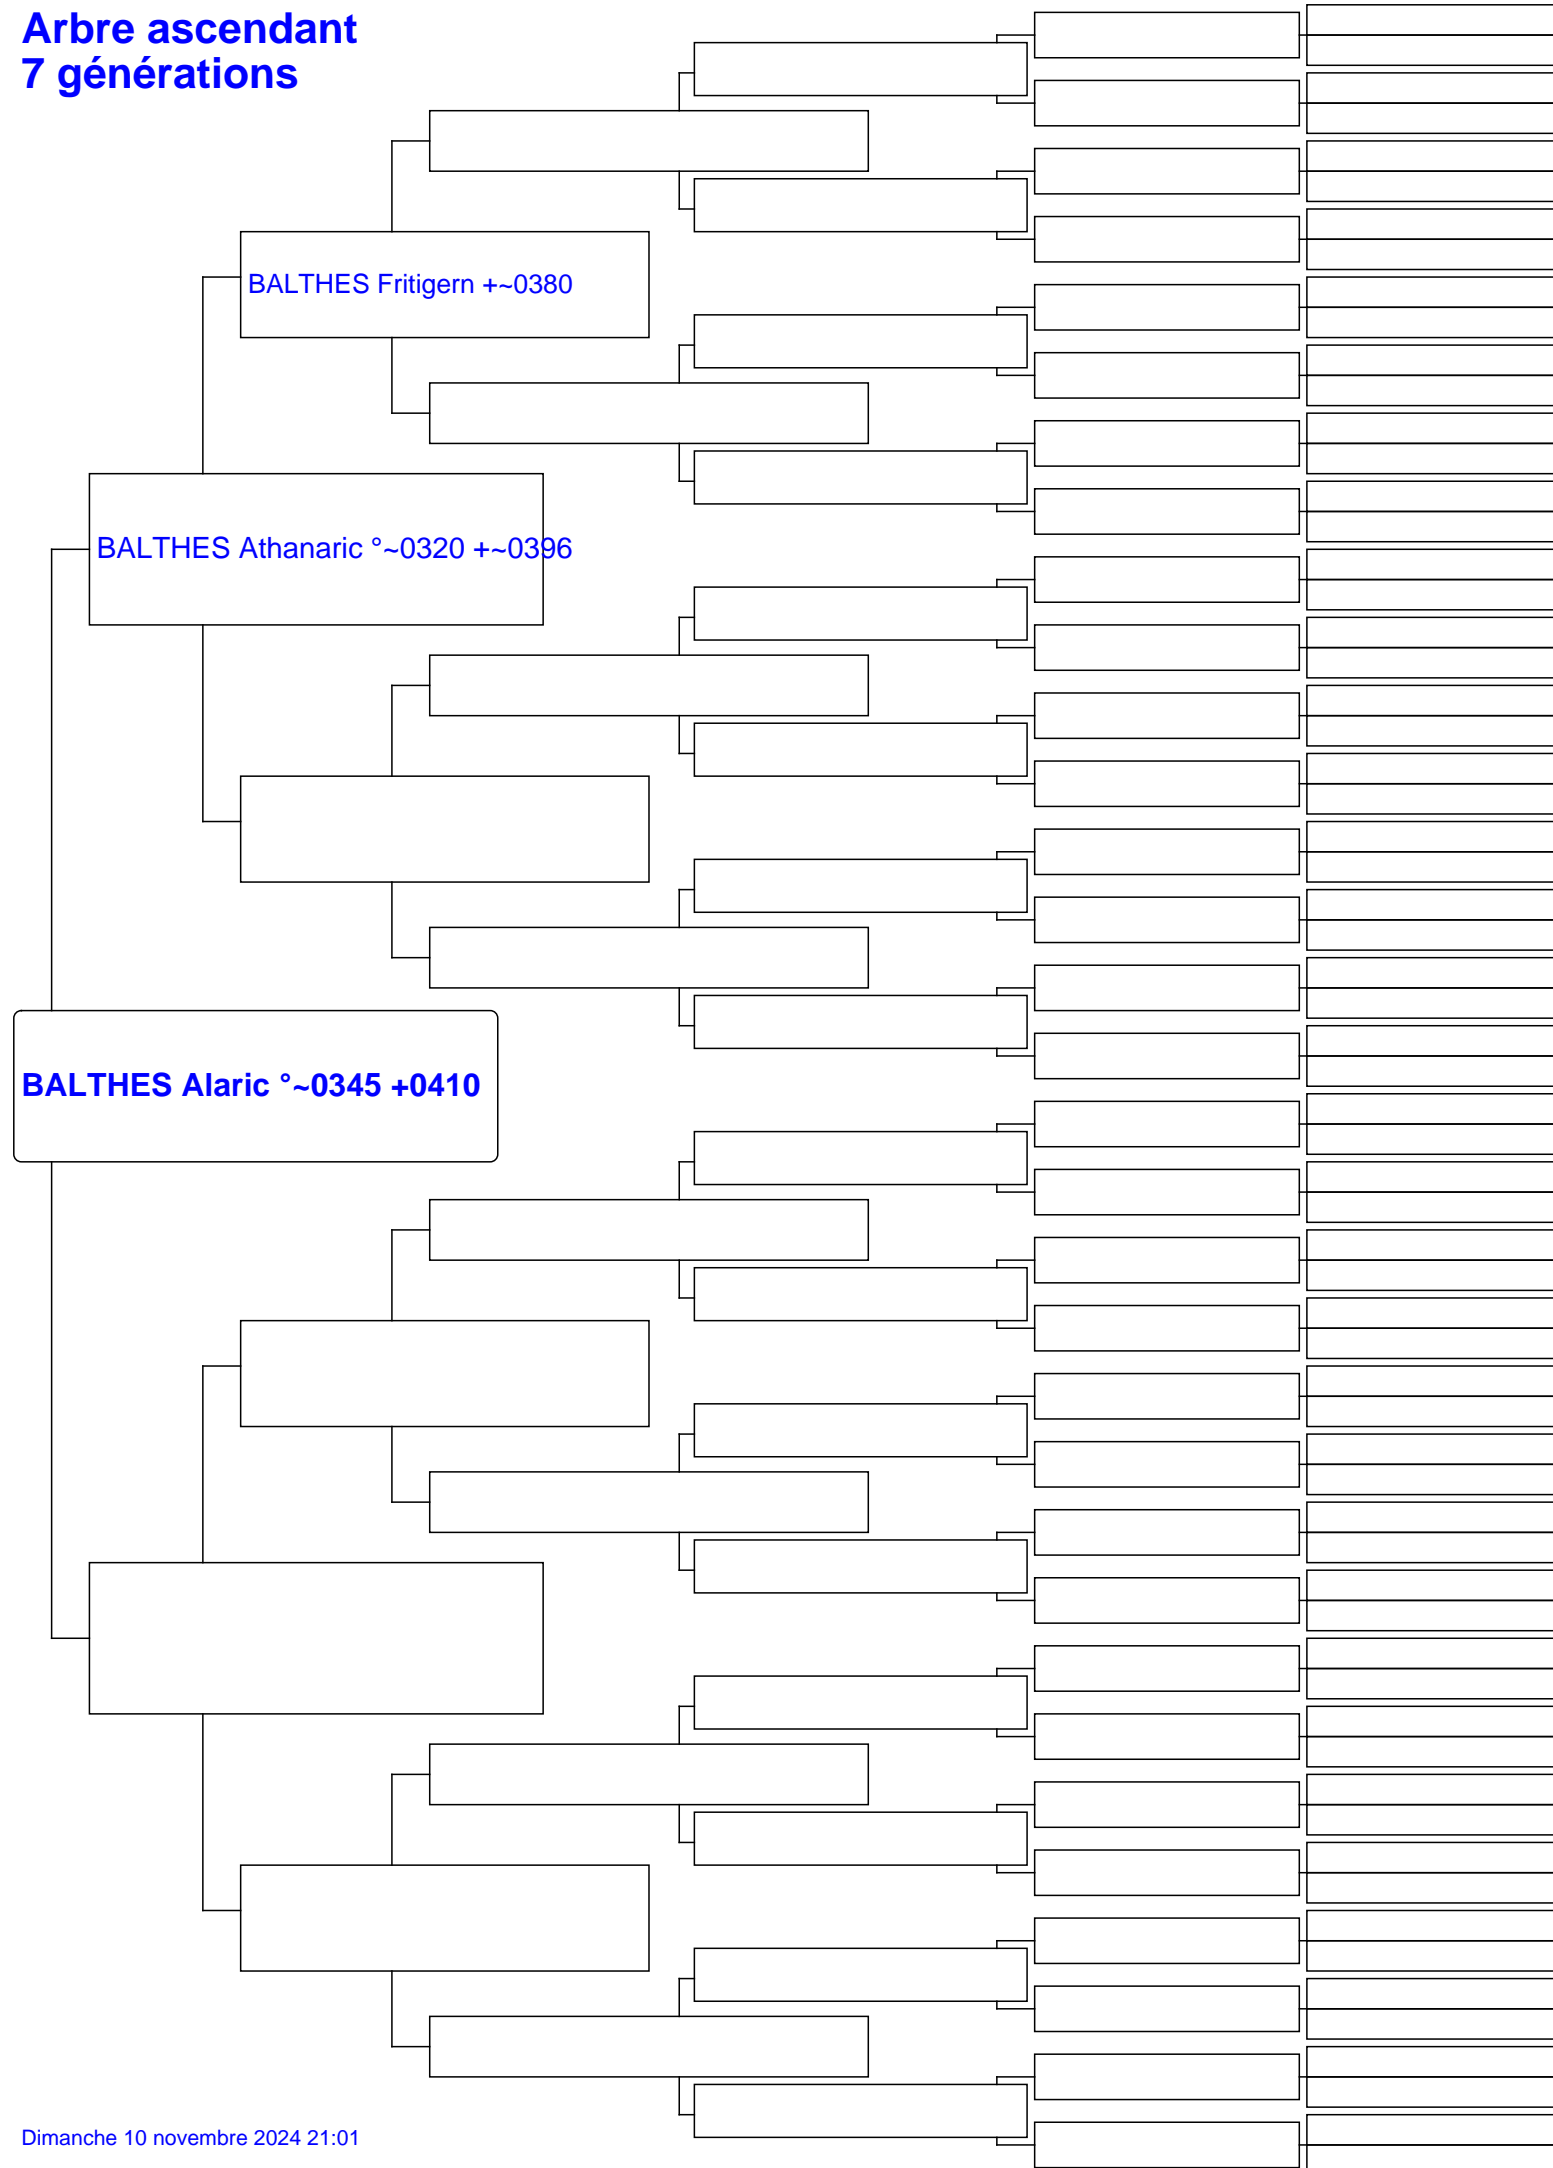 Arbre ascendant
7 générations
BALTHES Fritigern +~0380
BALTHES Athanaric °~0320 +~0396
BALTHES Alaric °~0345 +0410
Dimanche 10 novembre 2024 21:01